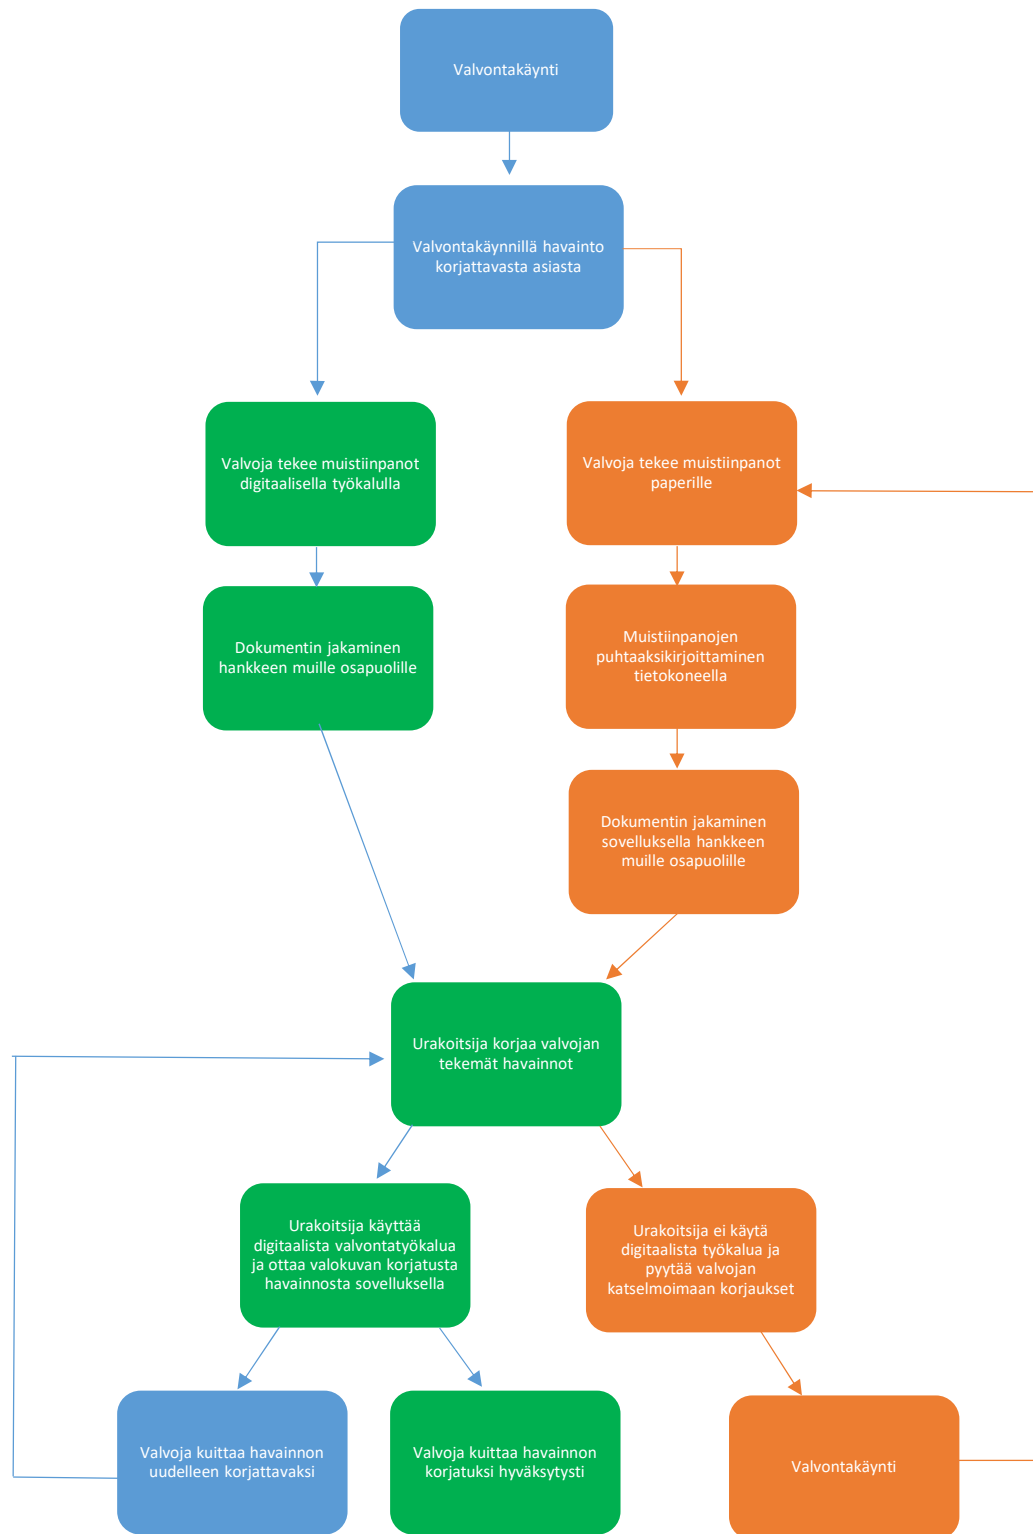 Valvontakäynti
Valvontakäynnillä havainto
korjattavasta asiasta
Valvoja tekee muistiinpanot
digitaalisella työkalulla
Valvoja tekee muistiinpanot
paperille
Dokumentin jakaminen
hankkeen muille osapuolille
Muistiinpanojen
puhtaaksikirjoittaminen
tietokoneella
Dokumentin jakaminen
sovelluksella hankkeen
muille osapuolille
Urakoitsija korjaa valvojan
tekemät havainnot
Urakoitsija käyttää
digitaalista valvontatyökalua
ja ottaa valokuvan korjatusta
havainnosta sovelluksella
Urakoitsija ei käytä
digitaalista työkalua ja
pyytää valvojan
katselmoimaan korjaukset
Valvoja kuittaa havainnon
uudelleen korjattavaksi
Valvoja kuittaa havainnon
korjatuksi hyväksytysti
Valvontakäynti